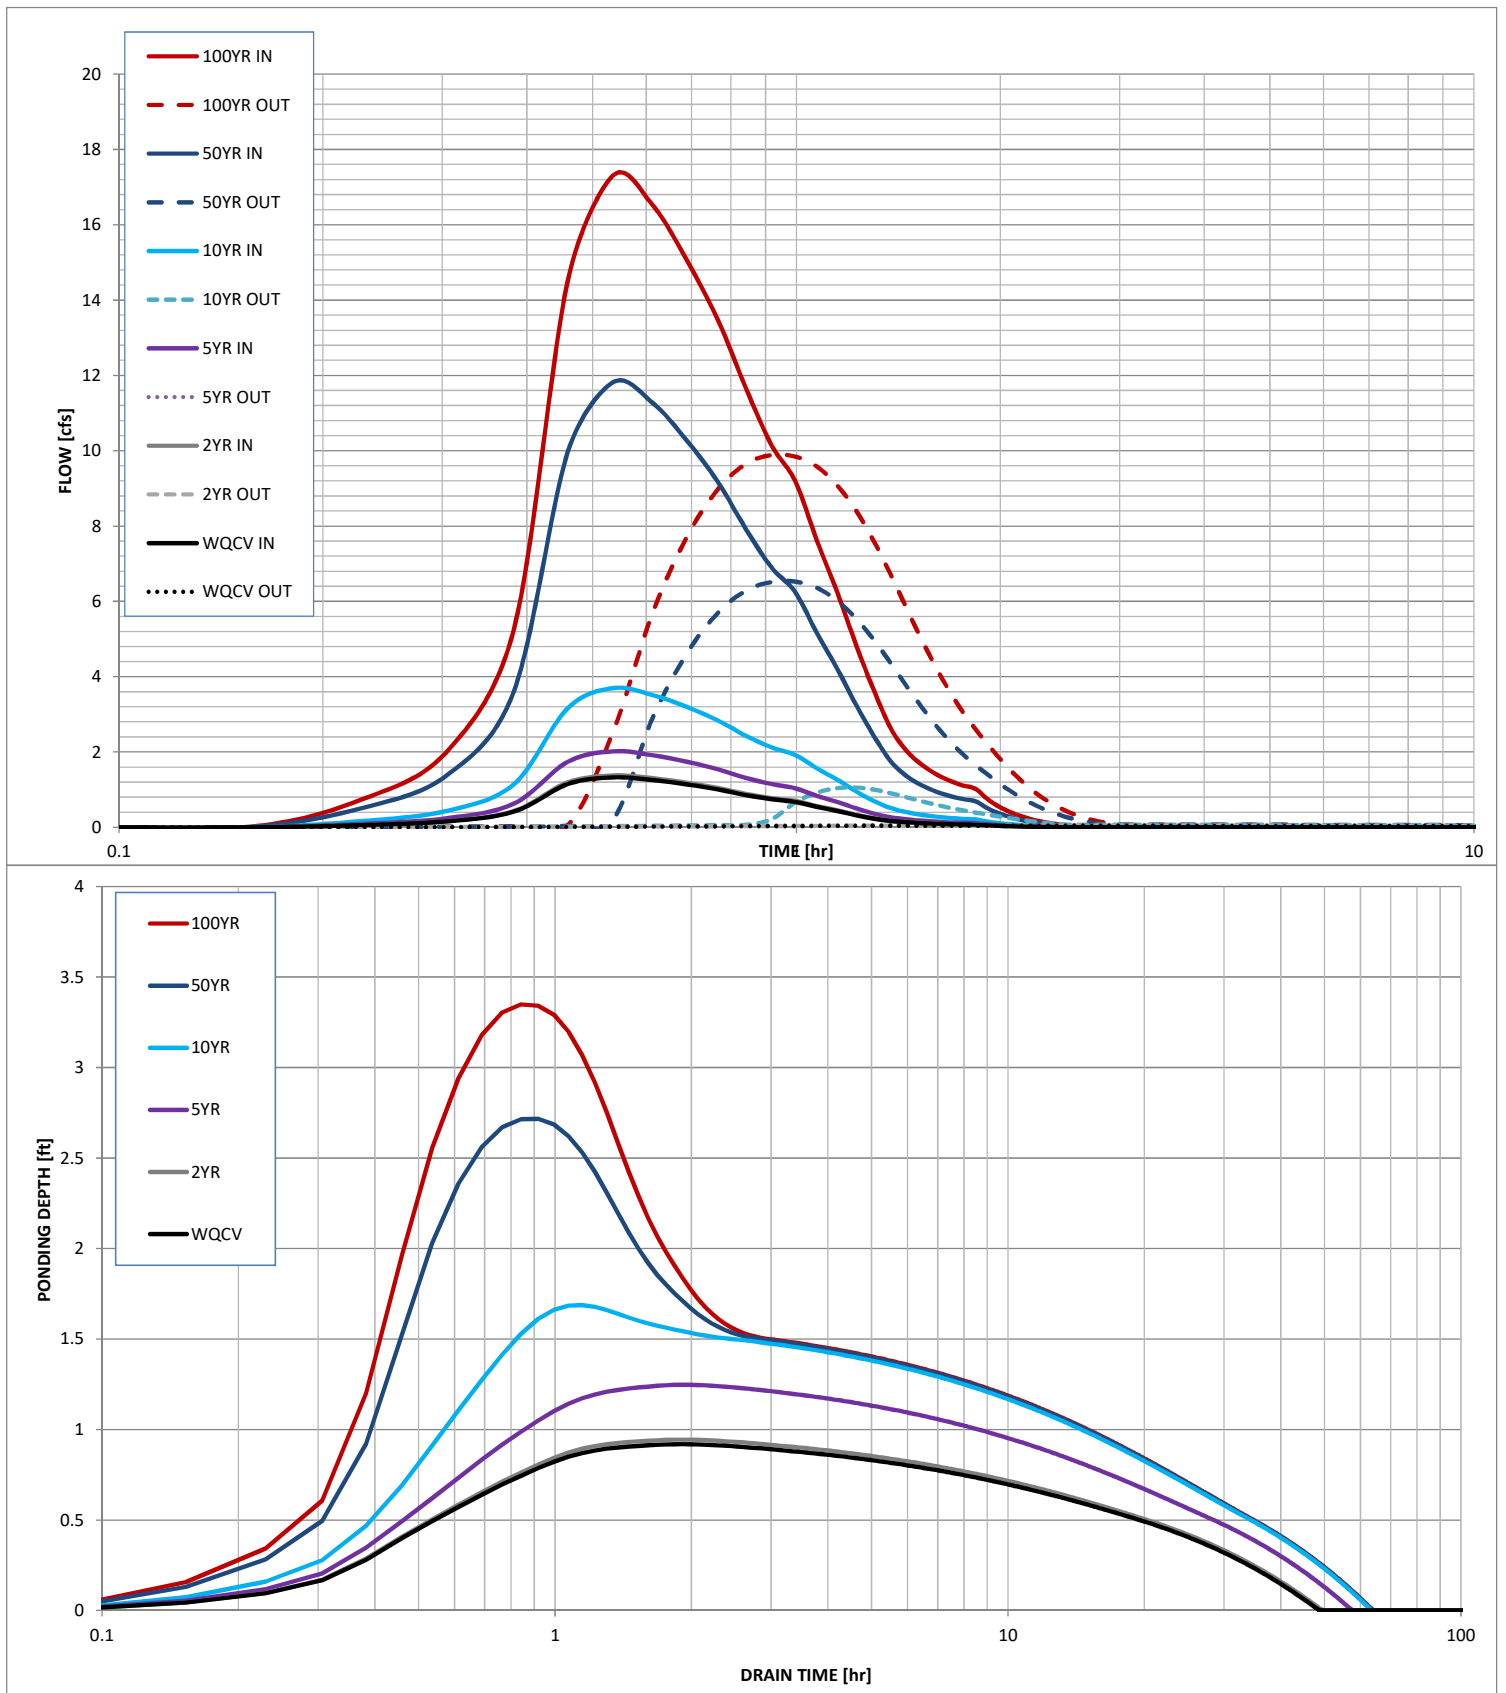 100YR IN
100YR OUT
50YR IN
50YR OUT
10YR IN
10YR OUT
5YR IN
5YR OUT
2YR IN
2YR OUT
WQCV IN
WQCV OUT
20
18
16
14
12
10
8
6
4
2
0
FLOW [cfs]
0.1
1
10
TIME [hr]
100YR
50YR
10YR
5YR
2YR
WQCV
4
3.5
3
2.5
2
1.5
1
0.5
0
PONDING DEPTH [ft]
0.1
1
10
100
DRAIN TIME [hr]